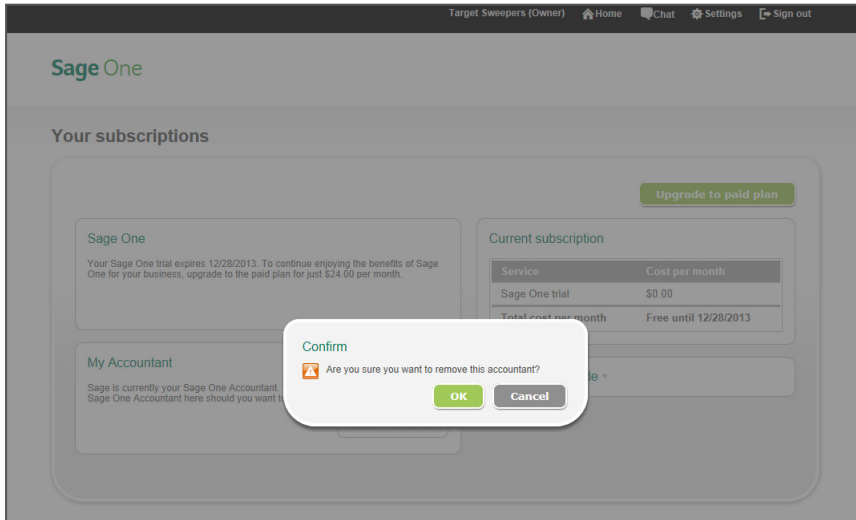 Target Sweepers (Owner) Home Chat Settings Sign out
Sage One
Your subscriptions
Upgrade to paid plan
Sage One
Your Sage One trial expires 12/28/2013. To continue enjoying the benefits of Sage
One for your business, upgrade to the paid plan for just $24.00 per month.
Current subscription
Service Cost per month
Sage One trial $0.00
Total cost per month Free until 12/28/2013
My Accountant
Sage is currently your Sage One Accountant.
Sage One Accountant here should you want
Confirm
Are you sure you want to remove this accountant?
OK Cancel